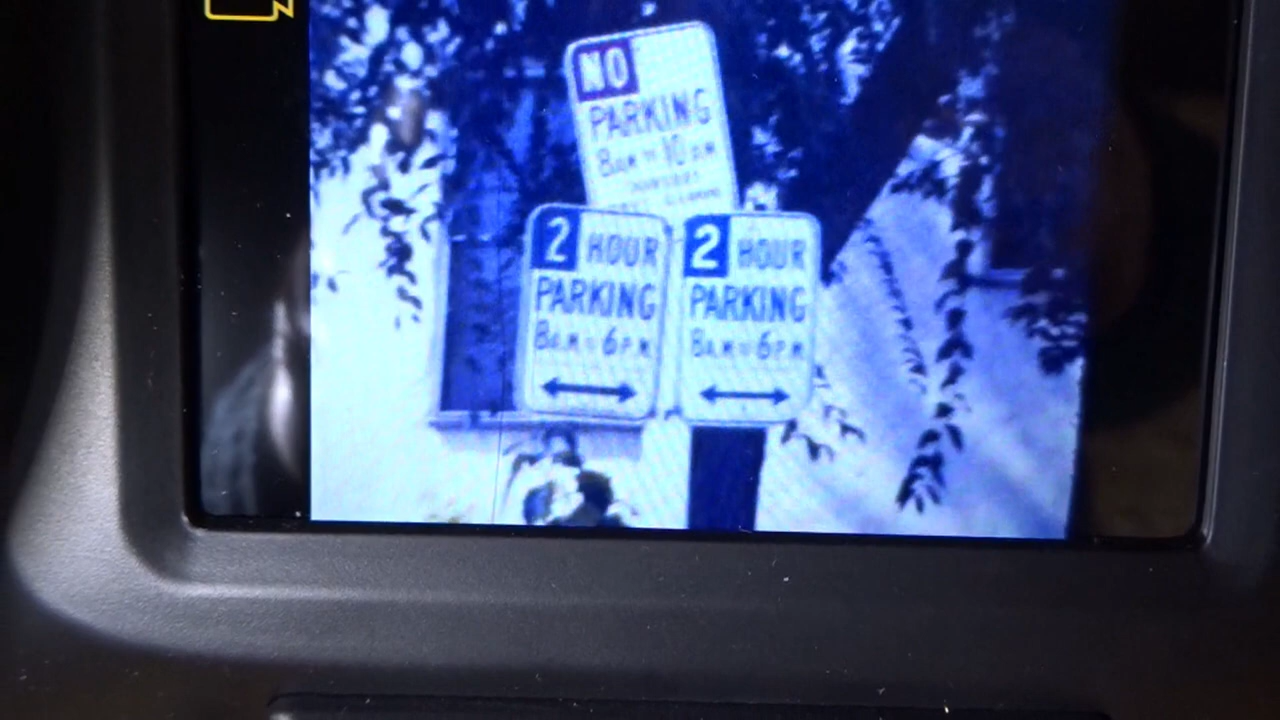 NO
PARKING
8 A.M. TO 10 A.M.
2 HOUR
PARKING
8 A.M. TO 6 P.M.
2 HOUR
PARKING
8 A.M. TO 6 P.M.